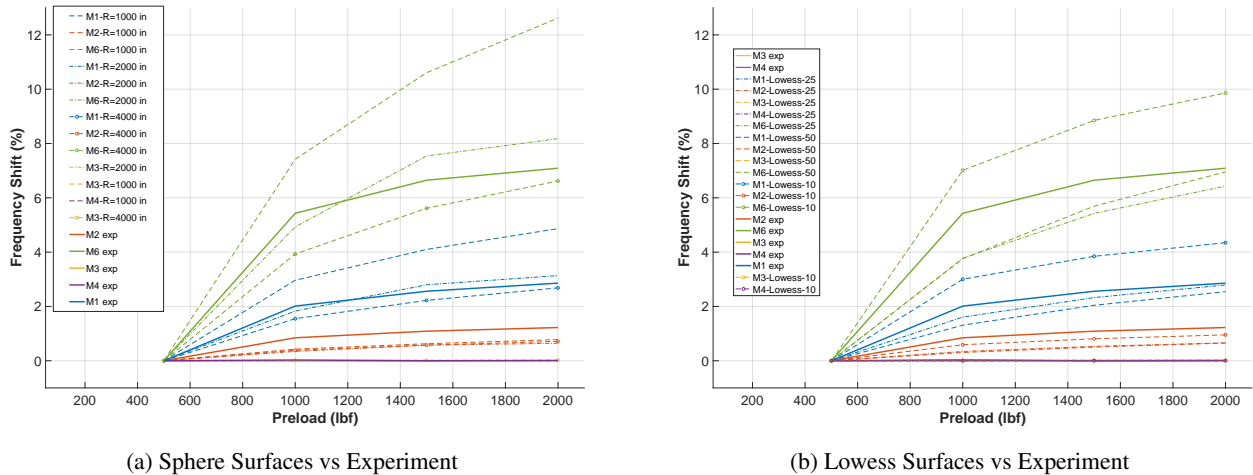 M1-R=1000 in
M2-R=1000 in
M6-R=1000 in
M1-R=2000 in
M2-R=2000 in
M6-R=2000 in
M1-R=4000 in
M2-R=4000 in
M6-R=4000 in
M3-R=2000 in
M3-R=1000 in
M4-R=1000 in
M3-R=4000 in
M2 exp
M6 exp
M3 exp
M4 exp
M1 exp
Frequency Shift (%)
12
10
8
6
4
2
0
200 400 600 800 1000 1200 1400 1600 1800 2000
Preload (lbf)
(a) Sphere Surfaces vs Experiment
M3 exp
M4 exp
M1-Lowess-25
M2-Lowess-25
M3-Lowess-25
M4-Lowess-25
M6-Lowess-25
M1-Lowess-50
M2-Lowess-50
M3-Lowess-50
M6-Lowess-50
M1-Lowess-10
M2-Lowess-10
M6-Lowess-10
M2 exp
M6 exp
M3 exp
M4 exp
M1 exp
M3-Lowess-10
M4-Lowess-10
Frequency Shift (%)
12
10
8
6
4
2
0
200 400 600 800 1000 1200 1400 1600 1800 2000
Preload (lbf)
(b) Lowess Surfaces vs Experiment